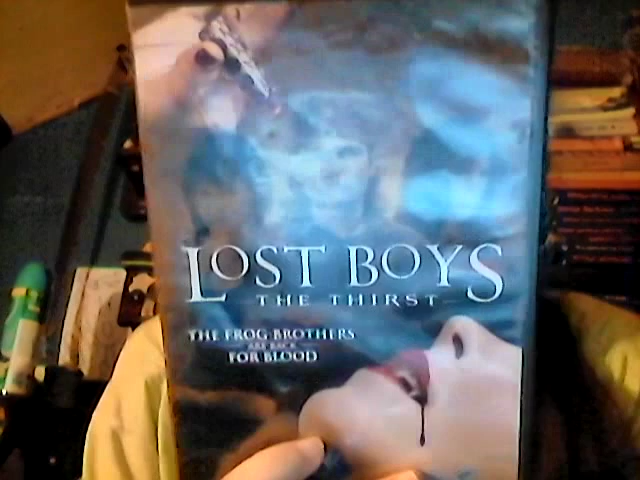 LOST BOYS
THE THIRST
THE FROG BROTHERS
ARE BACK
FOR BLOOD